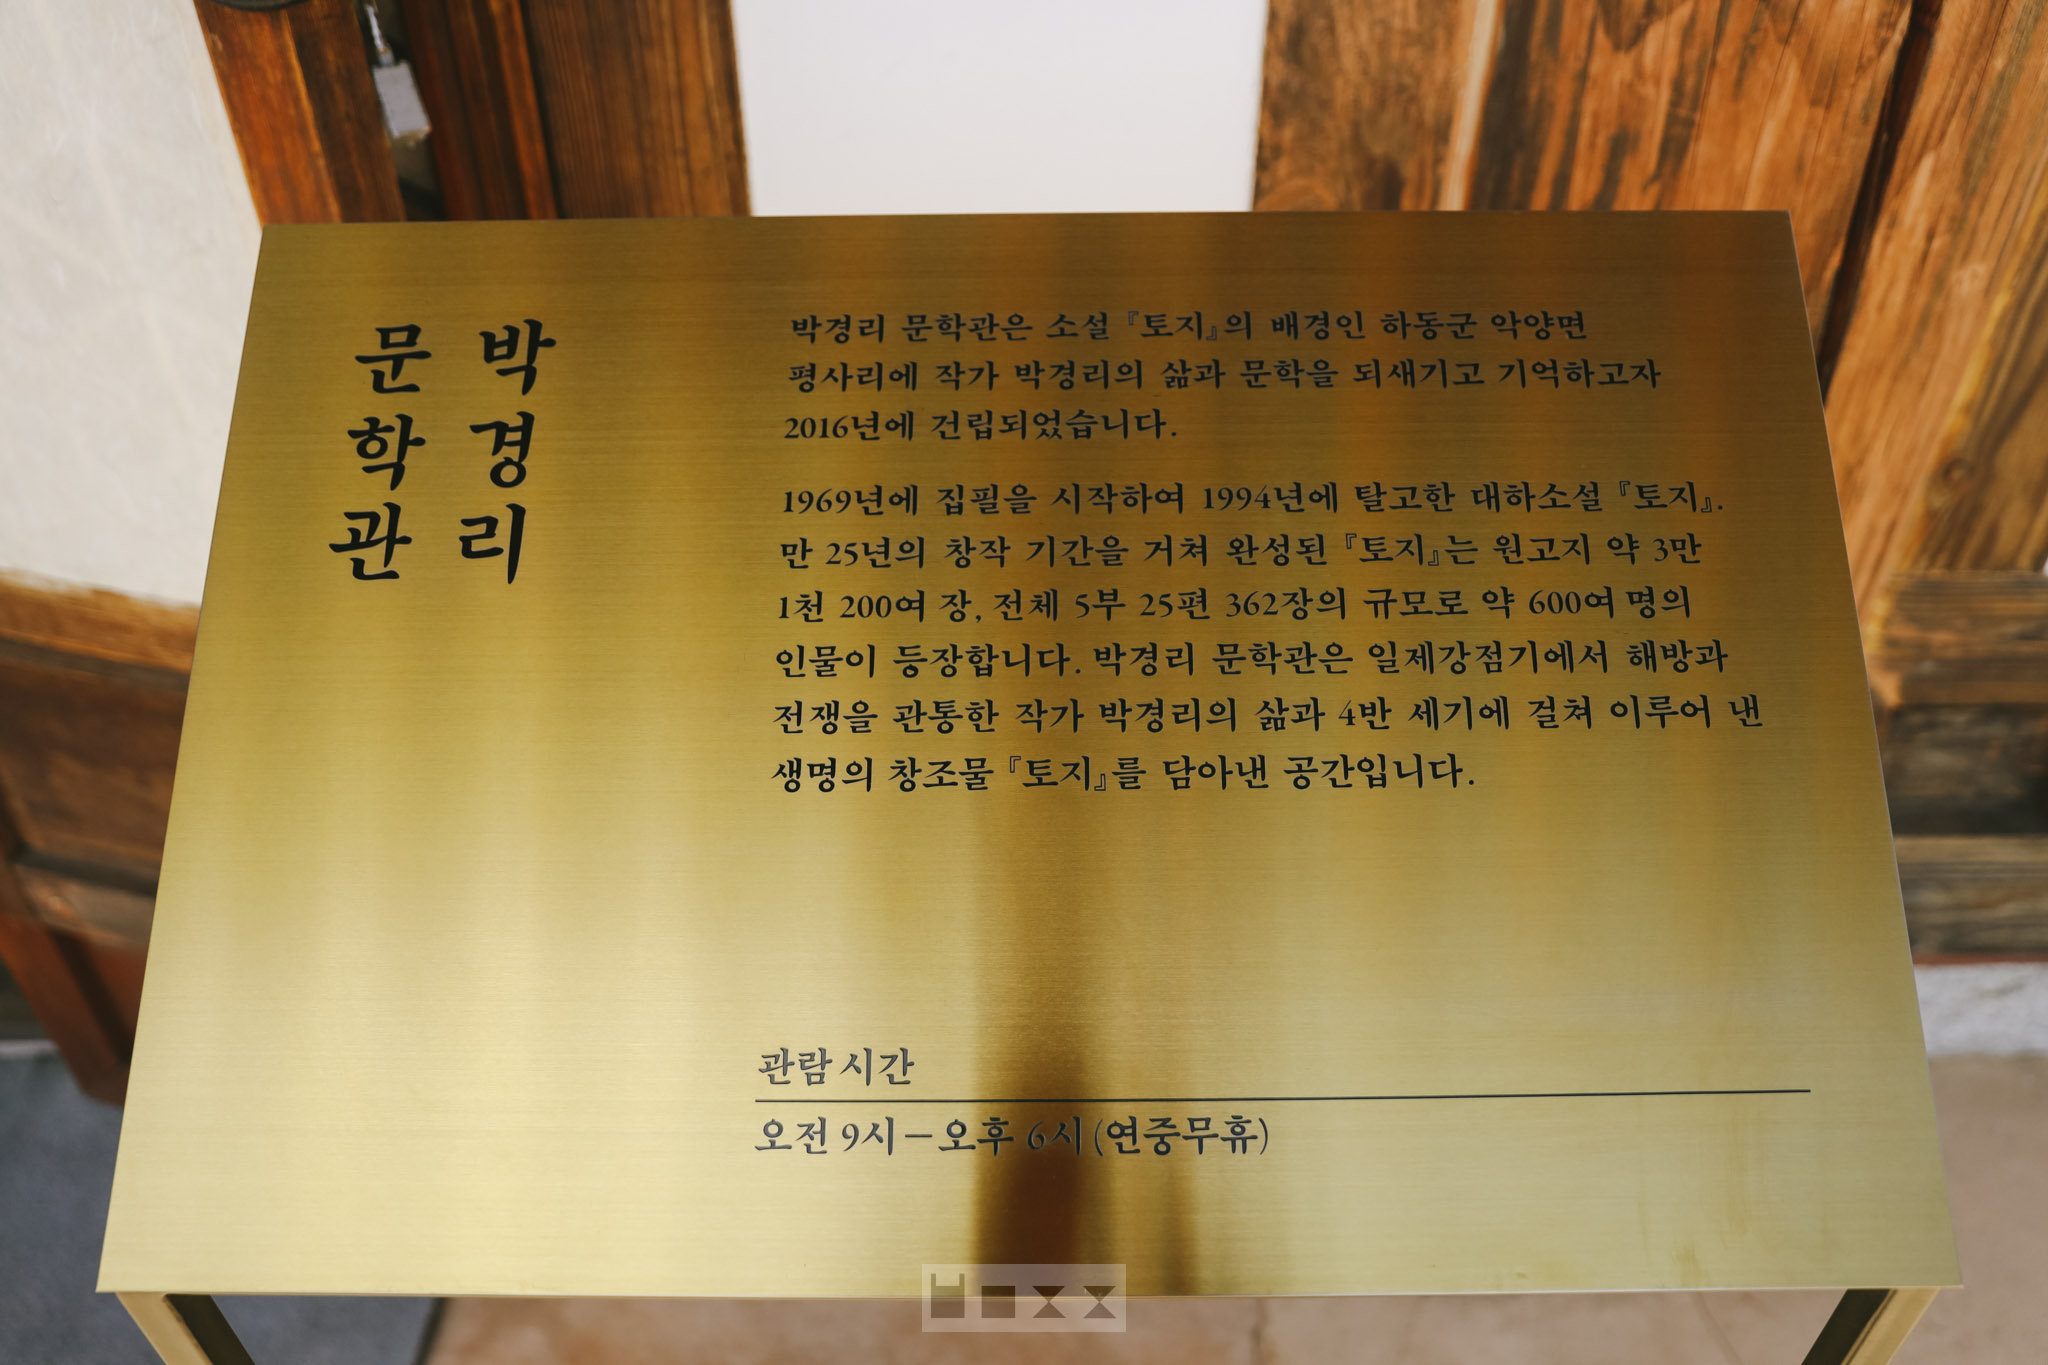 박경리
문학관
박경리 문학관은 소설 『토지』의 배경인 하동군 악양면
평사리에 작가 박경리의 삶과 문학을 되새기고 기억하고자
2016년에 건립되었습니다.
1969년에 집필을 시작하여 1994년에 탈고한 대하소설 『토지』.
만 25년의 창작 기간을 거쳐 완성된 『토지』는 원고지 약 3만
1천 200여 장, 전체 5부 25편 362장의 규모로 약 600여 명의
인물이 등장합니다. 박경리 문학관은 일제강점기에서 해방과
전쟁을 관통한 작가 박경리의 삶과 4반 세기에 걸쳐 이루어 낸
생명의 창조물 『토지』를 담아낸 공간입니다.
관람 시간
오전 9시 – 오후 6시 (연중무휴)